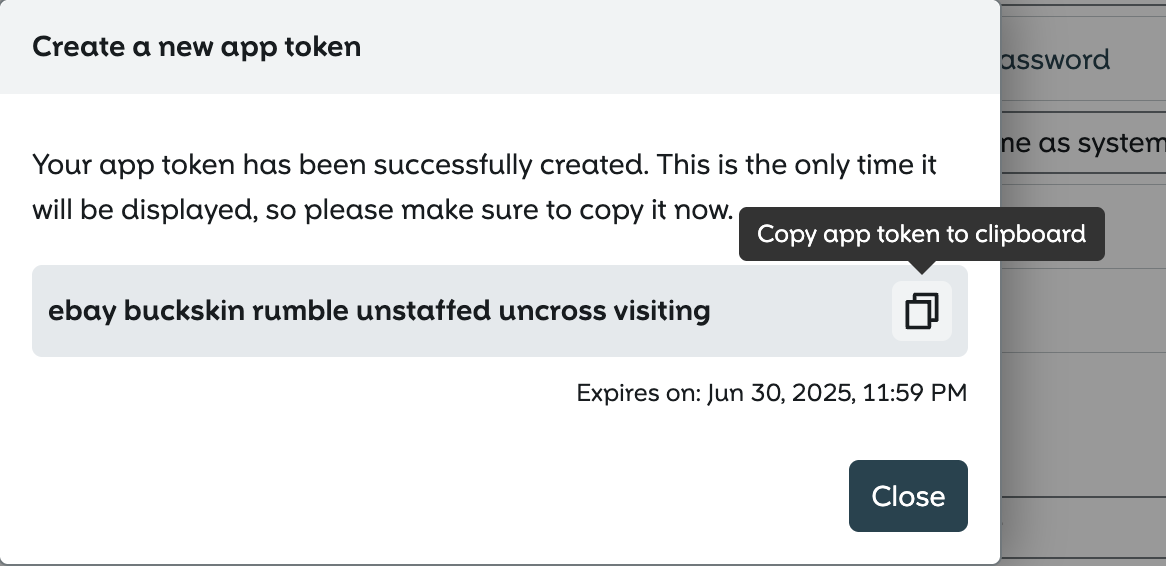 Create a new app token
assword
ne as system
Your app token has been successfully created. This is the only time it
will be displayed, so please make sure to copy it now.
Copy app token to clipboard
ebay buckskin rumble unstaffed uncross visiting
Expires on: Jun 30, 2025, 11:59 PM
Close